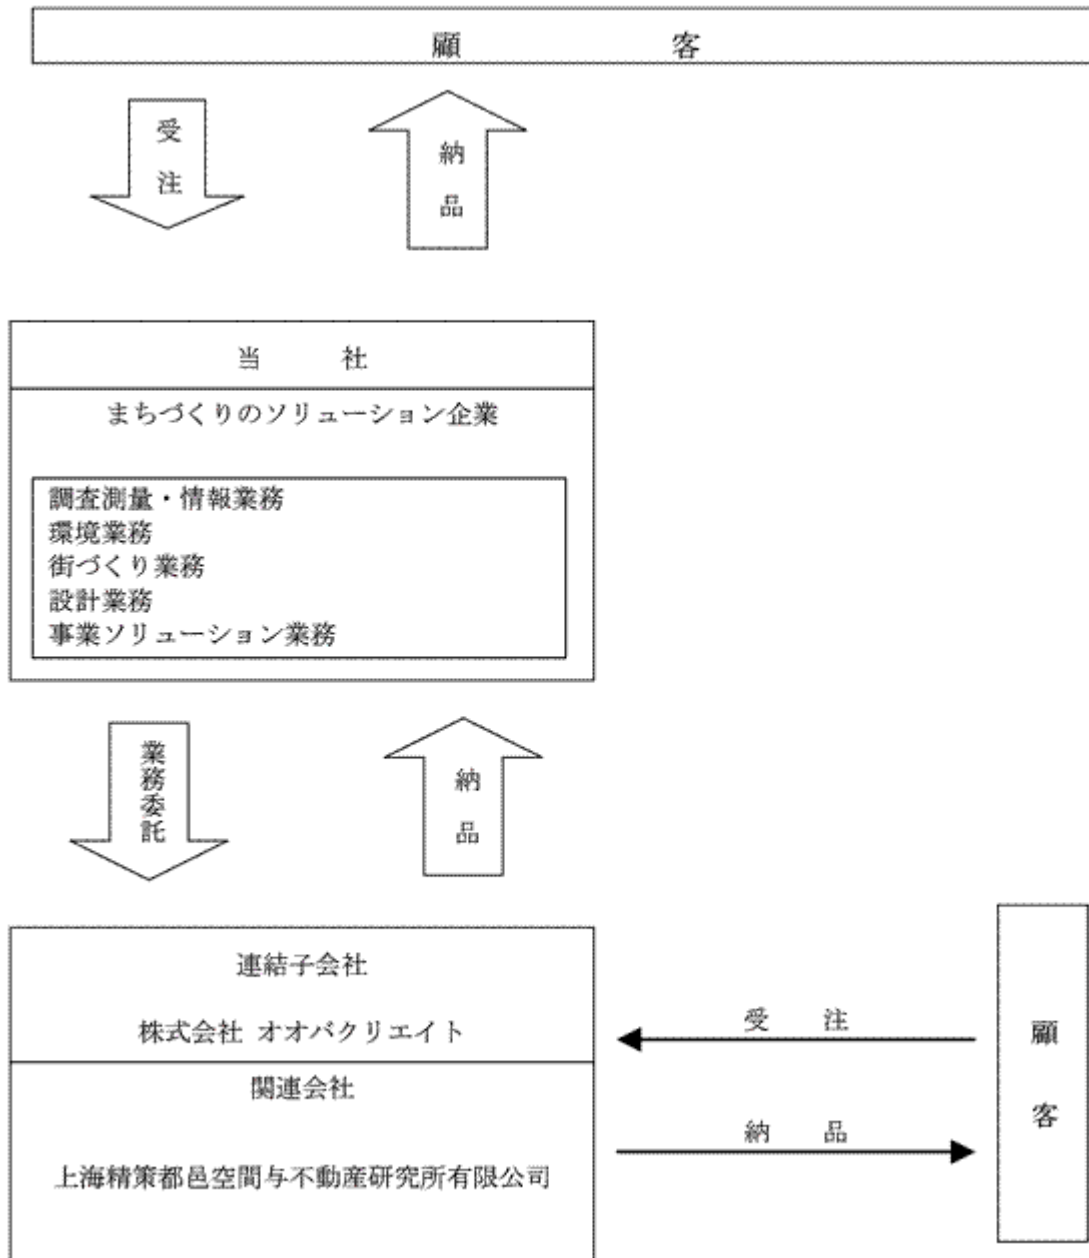 顧客
受注
納品
当社
まちづくりのソリューション企業
調査測量・情報業務
環境業務
街づくり業務
設計業務
事業ソリューション業務
業務委託
納品
連結子会社
株式会社 オオバクリエイト
関連会社
上海精策都邑空間与不動産研究所有限公司
受注
納品
顧客